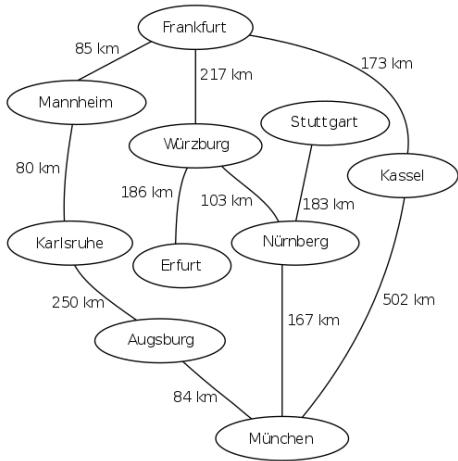 Frankfurt
85 km
217 km
173 km
Mannheim
Stuttgart
Würzburg
80 km
Kassel
186 km
103 km
183 km
Karlsruhe
Nürnberg
Erfurt
250 km
502 km
167 km
Augsburg
84 km
München